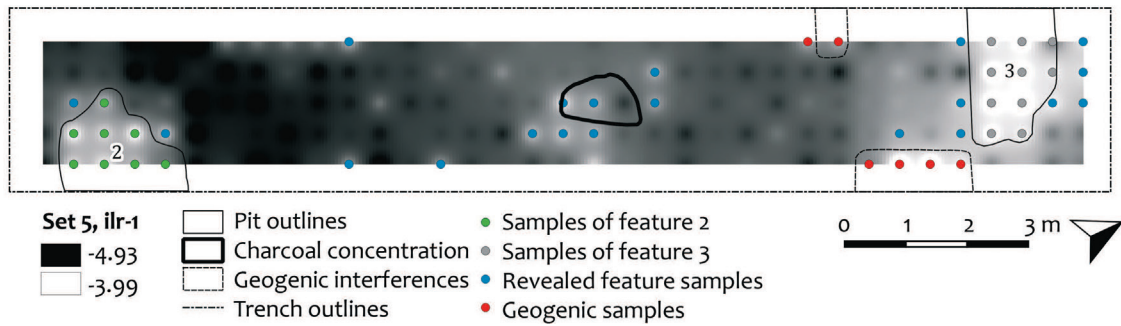 3
2
Set 5, ilr-1
-4.93
-3.99
Pit outlines
Charcoal concentration
Geogenic interferences
Trench outlines
Samples of feature 2
Samples of feature 3
Revealed feature samples
Geogenic samples
0 1 2 3 m